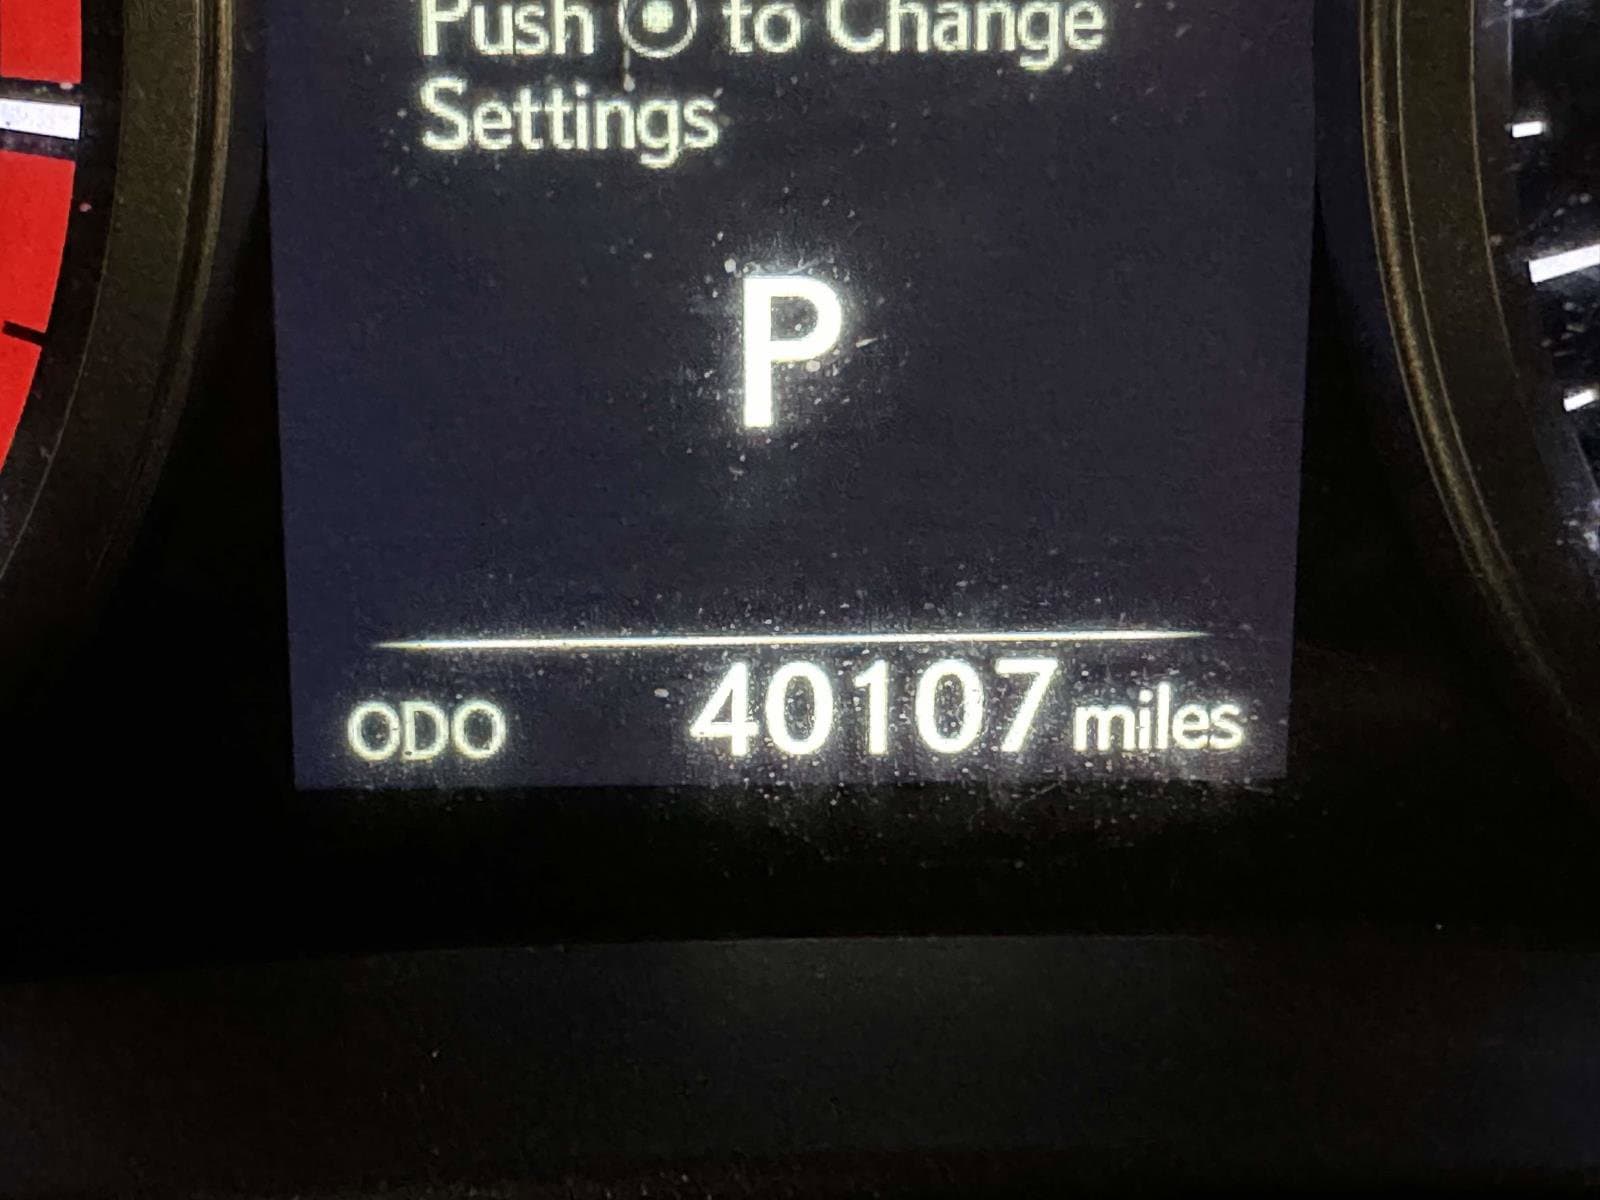 Push to Change
Settings
P
ODO 40107 miles